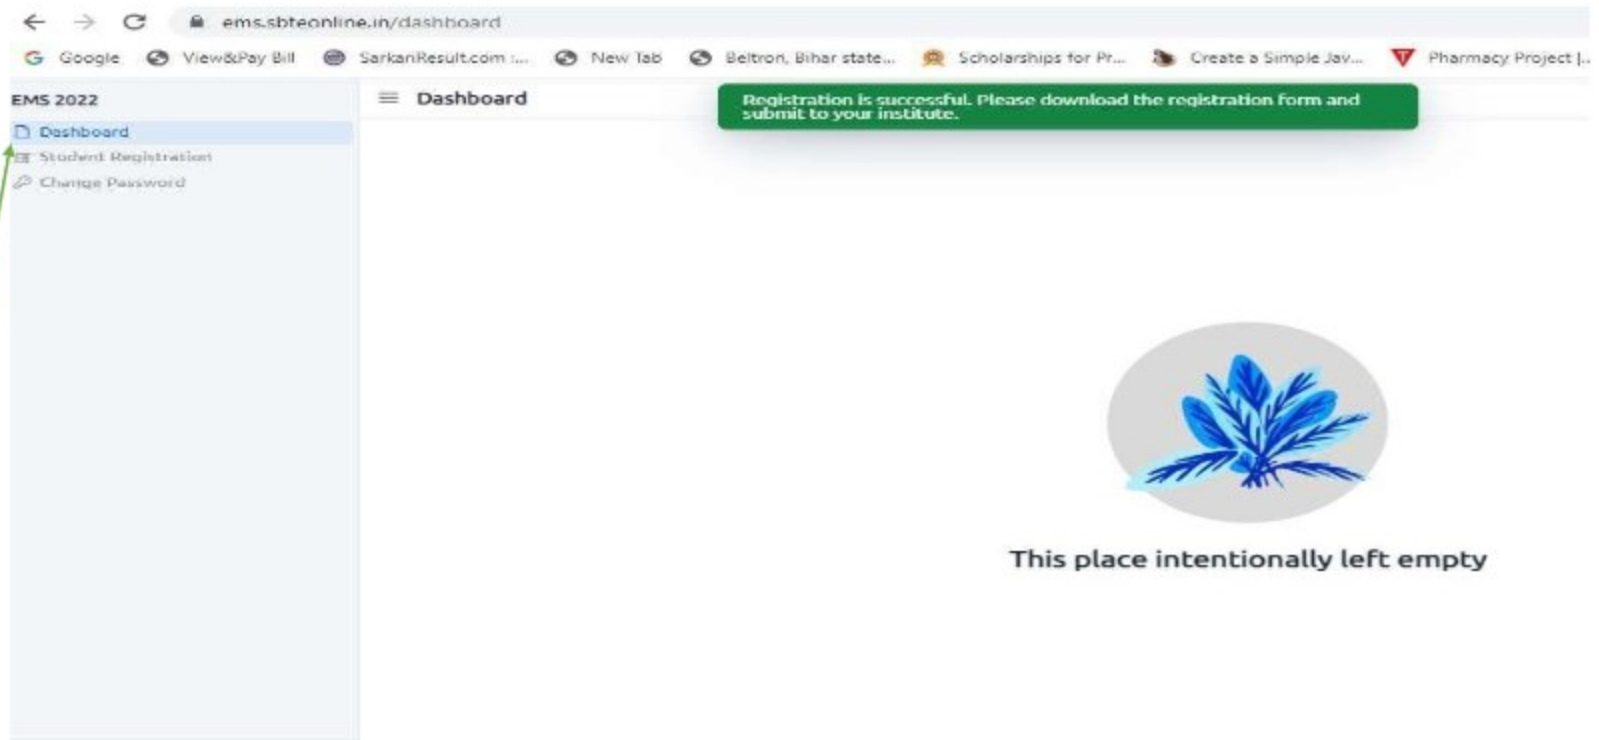 ems.sbteonline.in/dashboard
Google View&Pay Bill SarkariResult.com :... New Tab Beltron, Bihar state... Scholarships for Pr... Create a Simple Jav... Pharmacy Project |...
EMS 2022
Dashboard
Student Registration
Change Password
Dashboard
Registration is successful. Please download the registration form and
submit to your institute.
This place intentionally left empty